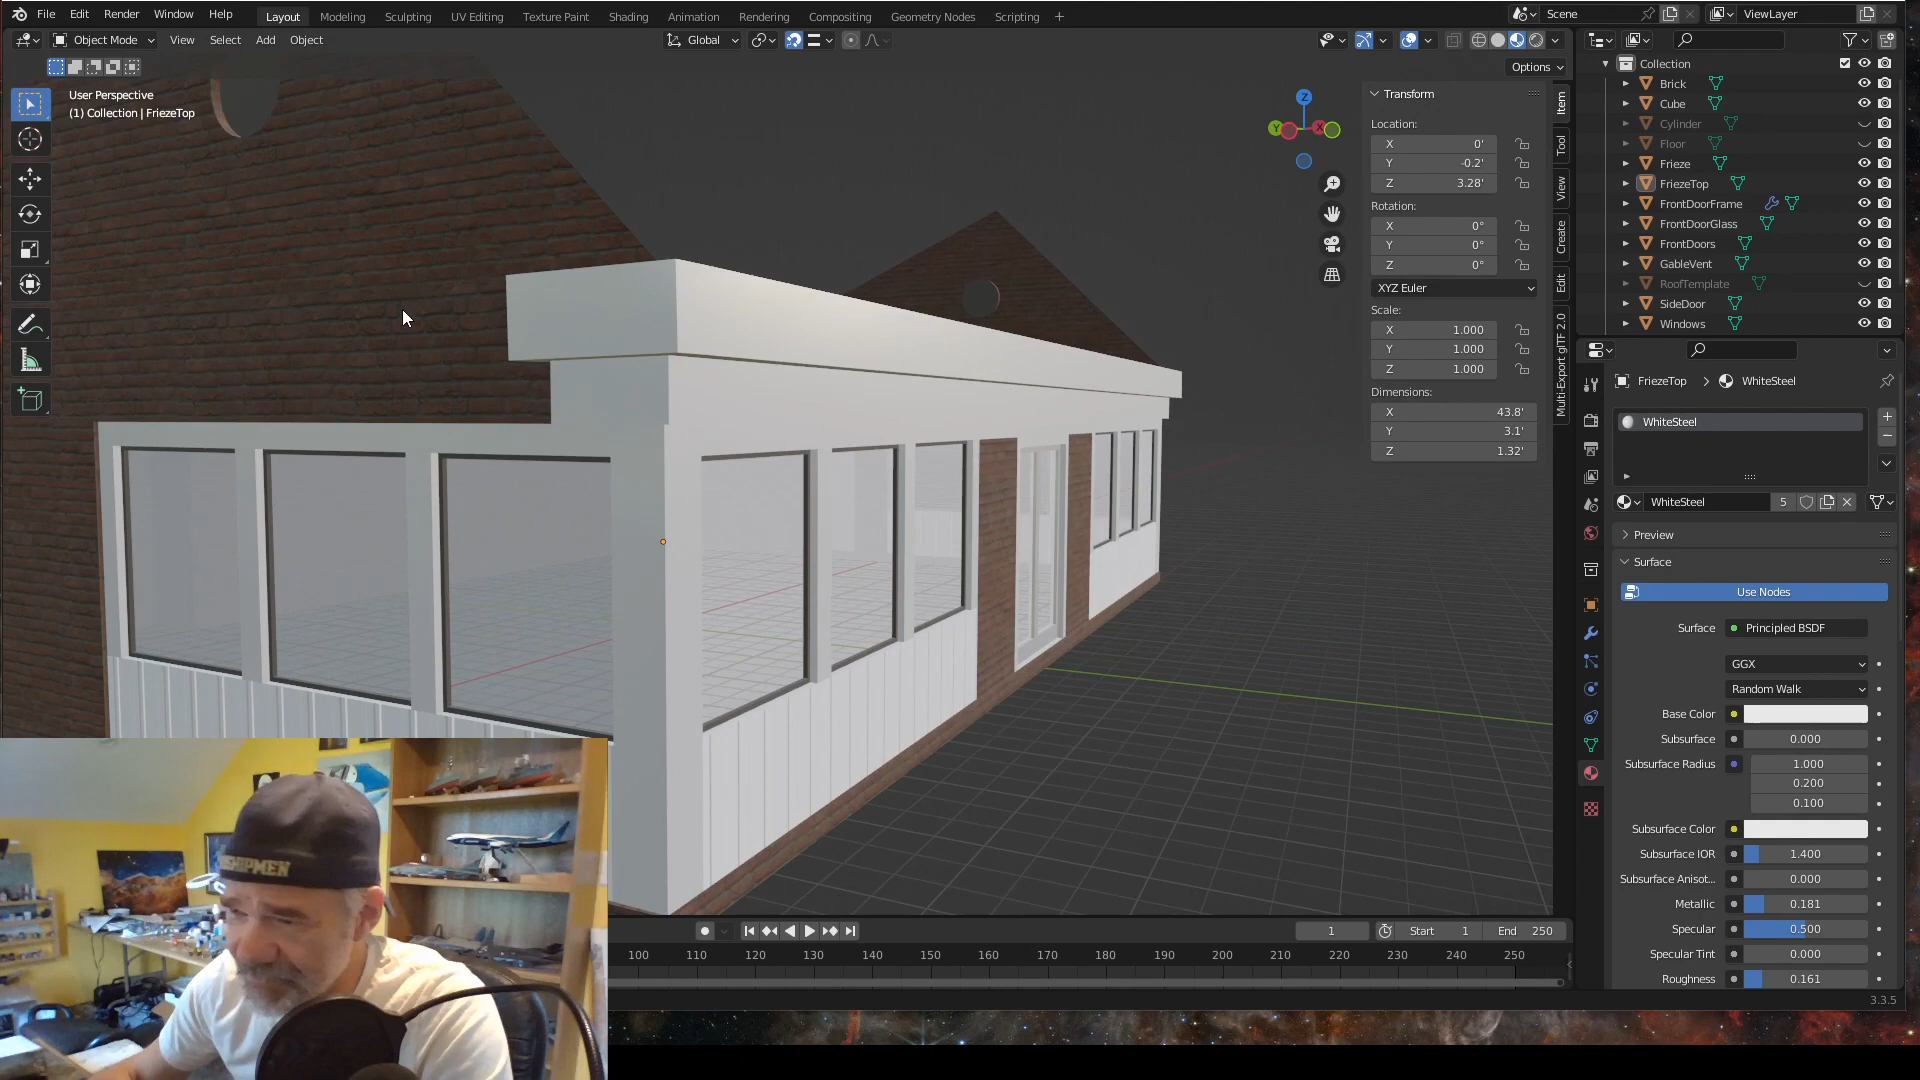 File Edit Render Window Help
Layout Modeling Sculpting UV Editing Texture Paint Shading Animation Rendering Compositing Geometry Nodes Scripting +
Scene
ViewLayer
Object Mode View Select Add Object
Global
Options
User Perspective
(1) Collection | FriezeTop
Transform
Location:
X 0'
Y -0.2'
Z 3.28'
Rotation:
X 0°
Y 0°
Z 0°
XYZ Euler
Scale:
X 1.000
Y 1.000
Z 1.000
Dimensions:
X 43.8'
Y 3.1'
Z 1.32'
Item
Tool
View
Create
Edit
Multi-Export glTF 2.0
Z
Y
X
Collection
Brick
Cube
Cylinder
Floor
Frieze
FriezeTop
FrontDoorFrame
FrontDoorGlass
FrontDoors
GableVent
RoofTemplate
SideDoor
Windows
FriezeTop WhiteSteel
WhiteSteel
WhiteSteel 5
Preview
Surface
Use Nodes
Surface Principled BSDF
GGX
Random Walk
Base Color
Subsurface 0.000
Subsurface Radius 1.000
0.200
0.100
Subsurface Color
Subsurface IOR 1.400
Subsurface Anisot... 0.000
Metallic 0.181
Specular 0.500
Specular Tint 0.000
Roughness 0.161
1 Start 1 End 250
100 110 120 130 140 150 160 170 180 190 200 210 220 230 240 250
3.3.5
SHIPMEN